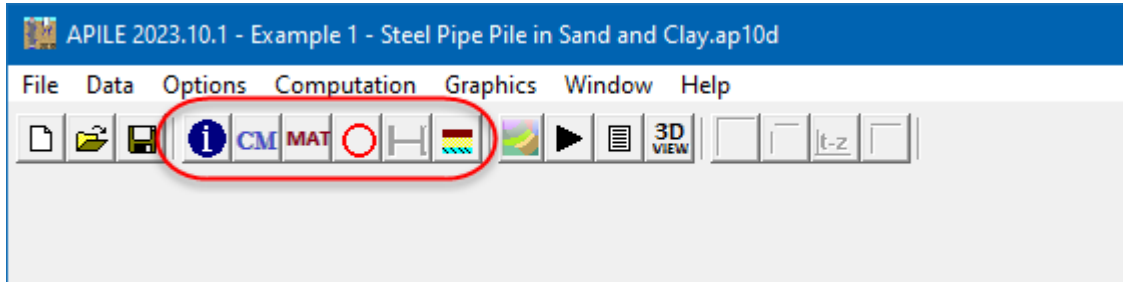 APILE 2023.10.1 - Example 1 - Steel Pipe Pile in Sand and Clay.ap10d
File Data Options Computation Graphics Window Help
i CM MAT 3D VIEW t-z